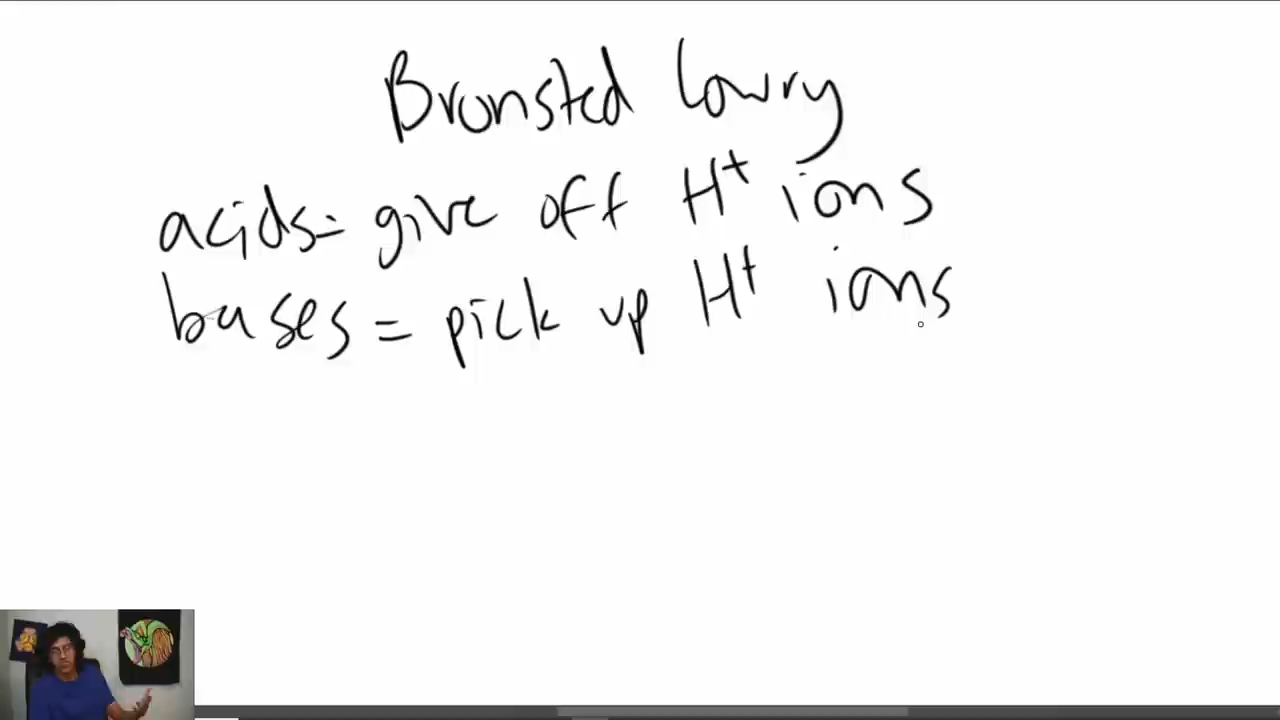 Bronsted lowry
acids= give off H+ ions
bases = pick up H+ ions